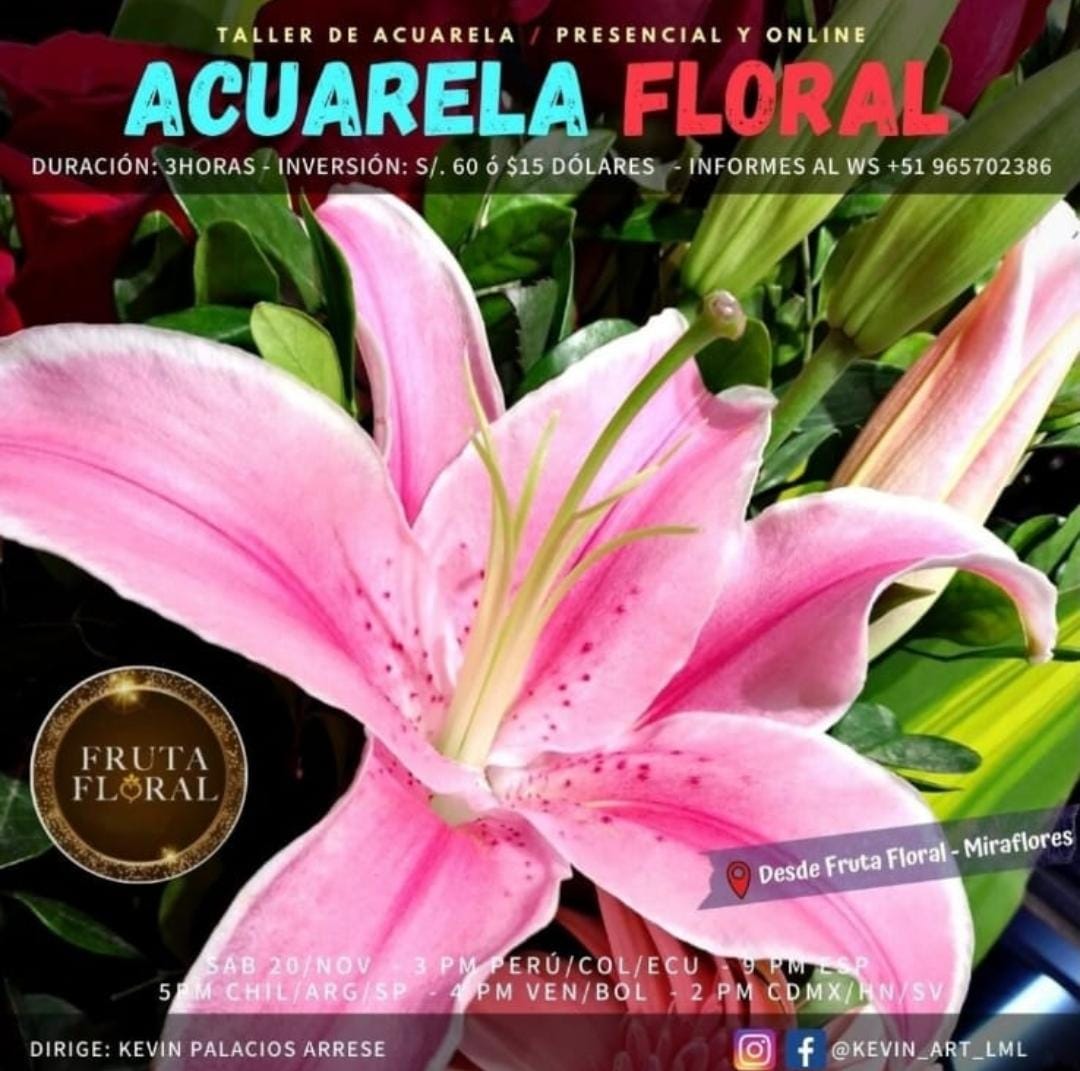 TALLER DE ACUARELA / PRESENCIAL Y ONLINE
ACUARELA FLORAL
DURACIÓN: 3HORAS - INVERSIÓN: S/. 60 ó $15 DÓLARES - INFORMES AL WS +51 965702386
FRUTA
FLORAL
Desde Fruta Floral - Miraflores
SAB 20/NOV - 3 PM PERÚ/COL/ECU - 9 PM ESP
5PM CHIL/ARG/SP - 4 PM VEN/BOL - 2 PM CDMX/HN/SV
DIRIGE: KEVIN PALACIOS ARRESE
@KEVIN_ART_LML